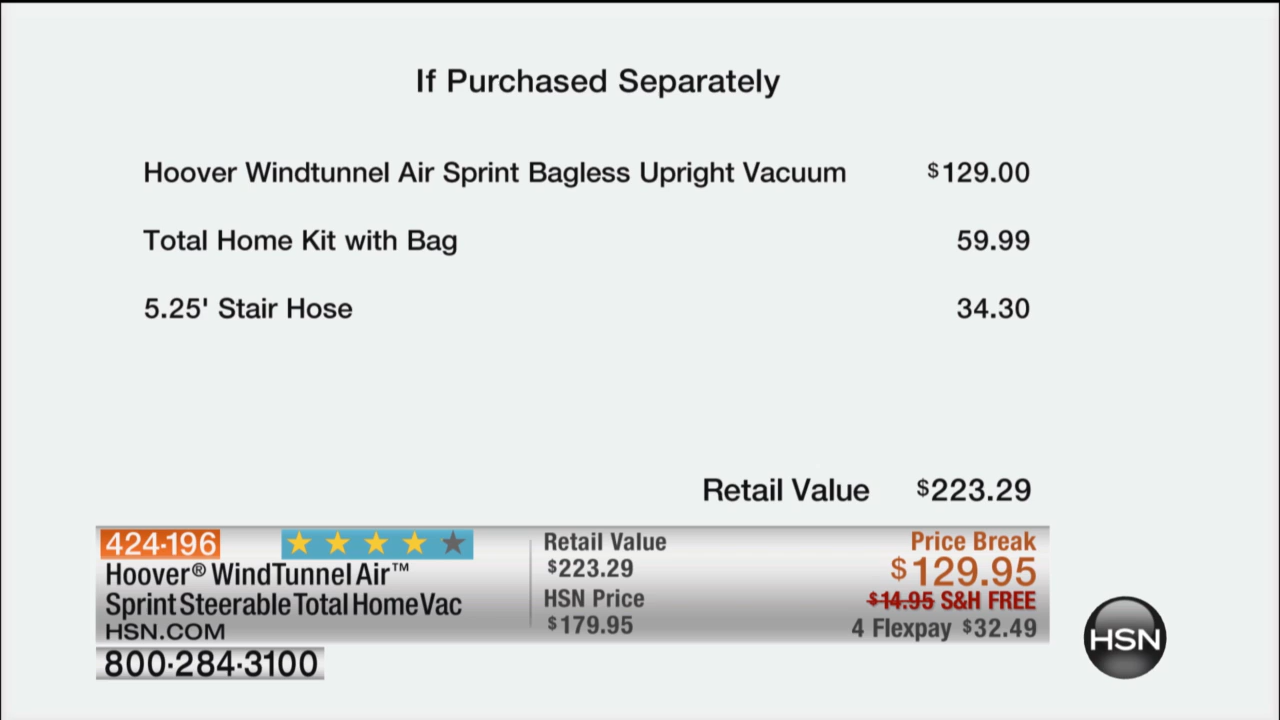 If Purchased Separately
Hoover Windtunnel Air Sprint Bagless Upright Vacuum $129.00
Total Home Kit with Bag 59.99
5.25' Stair Hose 34.30
Retail Value $223.29
424-196
Hoover® WindTunnel Air™
Sprint Steerable Total Home Vac
HSN.COM
800-284-3100
Retail Value
$223.29
HSN Price
$179.95
Price Break
$129.95
$14.95 S&H FREE
4 Flexpay $32.49
HSN